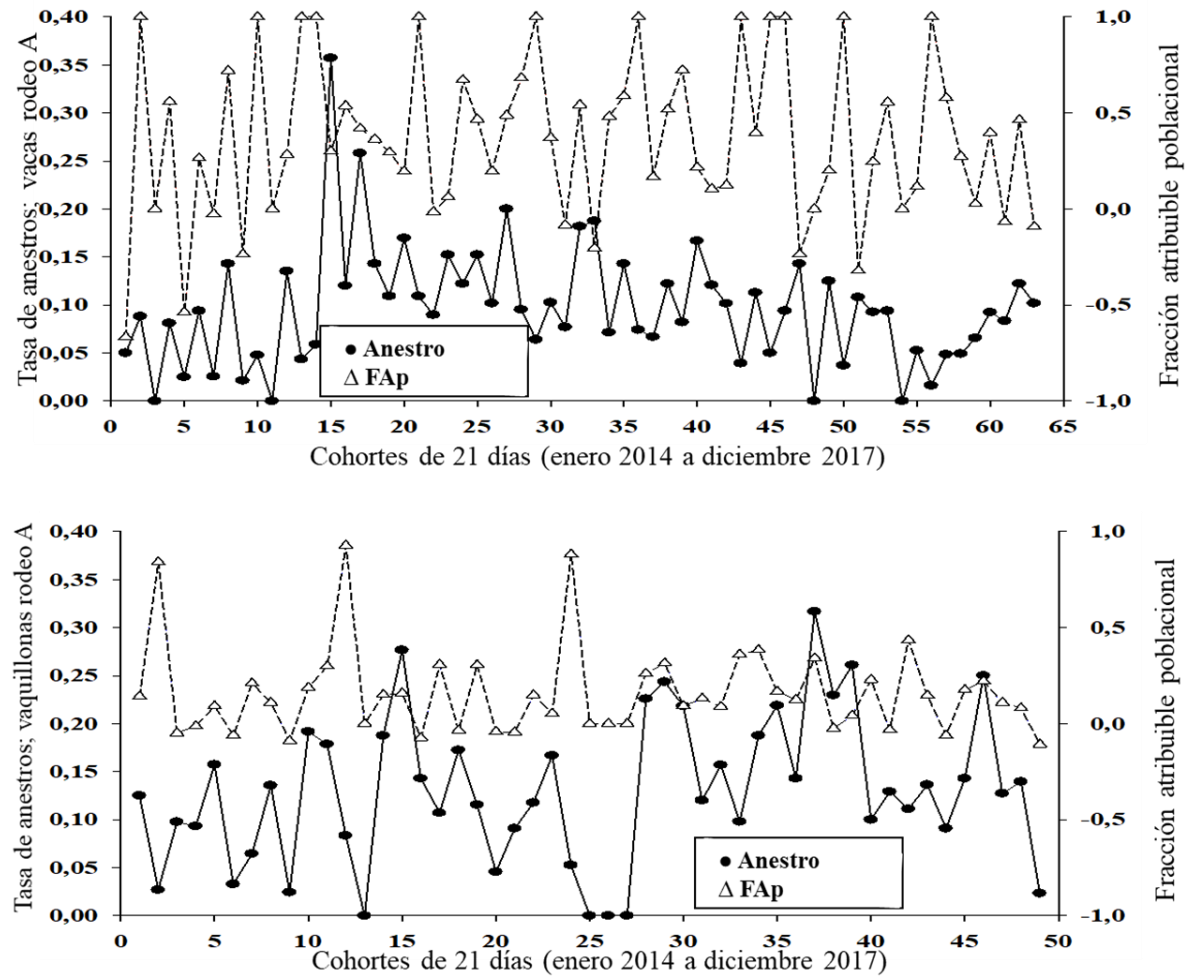 Tasa de anestros; vacas rodeo A
0,40
0,35
0,30
0,25
0,20
0,15
0,10
0,05
0,00
1,0
0,5
0,0
-0,5
-1,0
Fracción atribuible poblacional
● Anestro
△ FAp
0 5 10 15 20 25 30 35 40 45 50 55 60 65
Cohortes de 21 días (enero 2014 a diciembre 2017)
Tasa de anestros; vaquillonas rodeo A
0,40
0,35
0,30
0,25
0,20
0,15
0,10
0,05
0,00
1,0
0,5
0,0
-0,5
-1,0
Fracción atribuible poblacional
● Anestro
△ FAp
0 5 10 15 20 25 30 35 40 45 50
Cohortes de 21 días (enero 2014 a diciembre 2017)